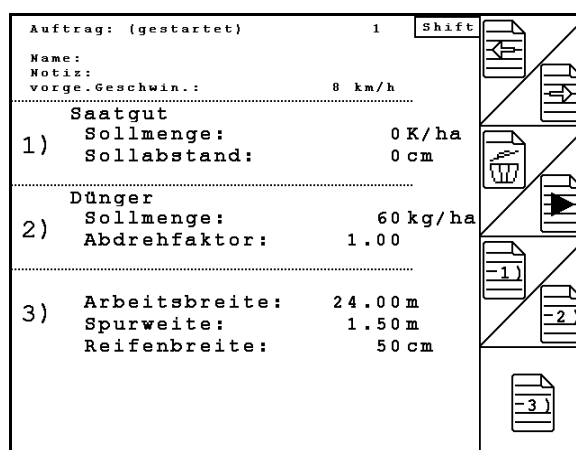 Auftrag: (gestartet) 1 Shift
Name:
Notiz:
vorge.Geschwin.: 8 km/h
Saatgut
1) Sollmenge: 0 K/ha
Sollabstand: 0 cm
Dünger
2) Sollmenge: 60 kg/ha
Abdrehfaktor: 1.00
3) Arbeitsbreite: 24.00 m
Spurweite: 1.50 m
Reifenbreite: 50 cm
-1)
-2)
-3)